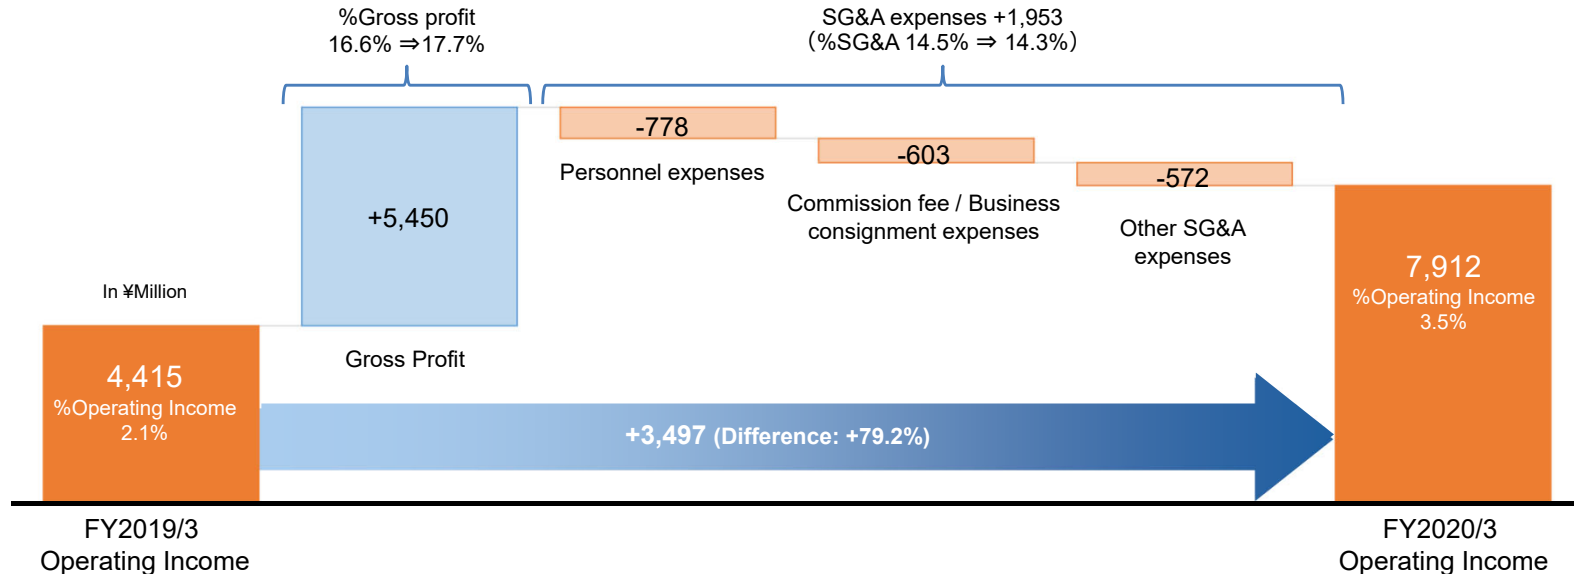 %Gross profit
16.6% ⇒17.7%
SG&A expenses +1,953
（%SG&A 14.5% ⇒ 14.3%）
-778
Personnel expenses
-603
Commission fee / Business
consignment expenses
-572
Other SG&A
expenses
+5,450
Gross Profit
In ¥Million
4,415
%Operating Income
2.1%
7,912
%Operating Income
3.5%
+3,497 (Difference: +79.2%)
FY2019/3
Operating Income
FY2020/3
Operating Income